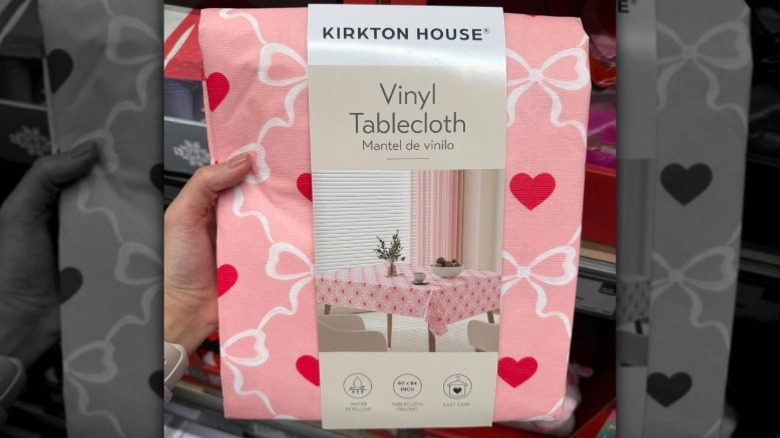 KIRKTON HOUSE®
Vinyl
Tablecloth
Mantel de vinilo
WATER
REPELLENT
60 x 84
INCH
TABLECLOTH
OBLONG
EASY CARE
E